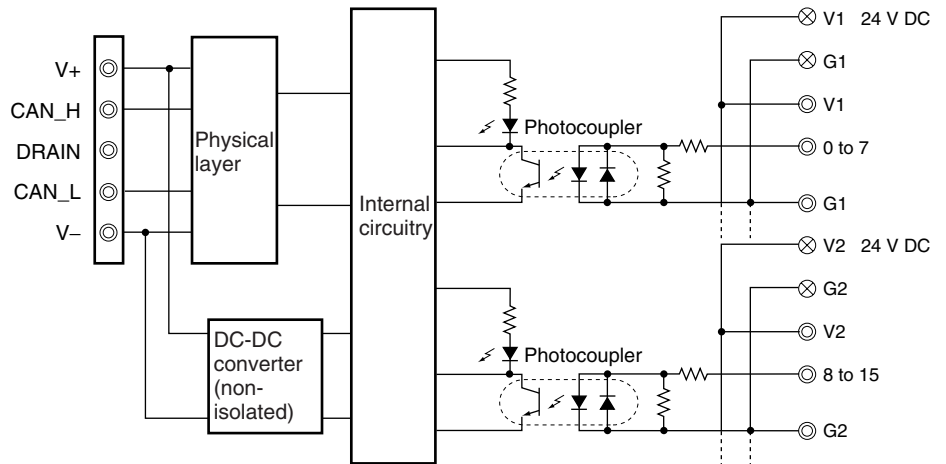 V+
CAN_H
DRAIN
CAN_L
V–
Physical
layer
DC-DC
converter
(non-
isolated)
Internal
circuitry
Photocoupler
V1 24 V DC
G1
V1
0 to 7
G1
Photocoupler
V2 24 V DC
G2
V2
8 to 15
G2